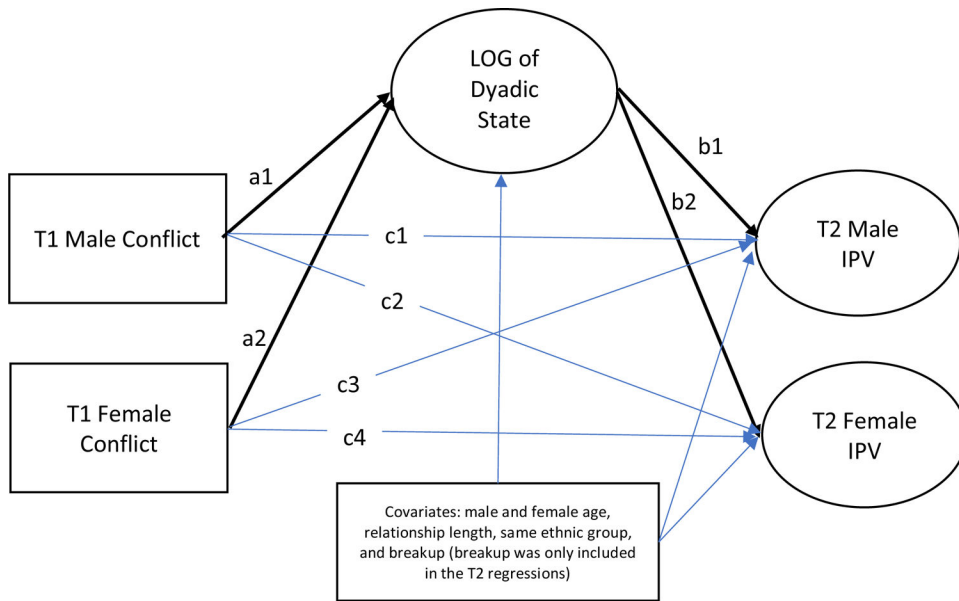 LOG of
Dyadic
State
a1
b1
b2
T1 Male Conflict
c1
T2 Male
IPV
c2
a2
c3
T1 Female
Conflict
c4
T2 Female
IPV
Covariates: male and female age,
relationship length, same ethnic group,
and breakup (breakup was only included
in the T2 regressions)